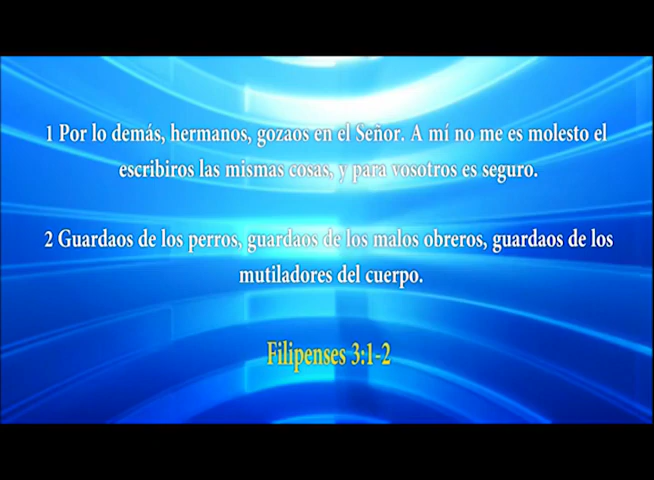 1 Por lo demás, hermanos, gozaos en el Señor. A mí no me es molesto el
escribiros las mismas cosas, y para vosotros es seguro.
2 Guardaos de los perros, guardaos de los malos obreros, guardaos de los
mutiladores del cuerpo.
Filipenses 3:1-2